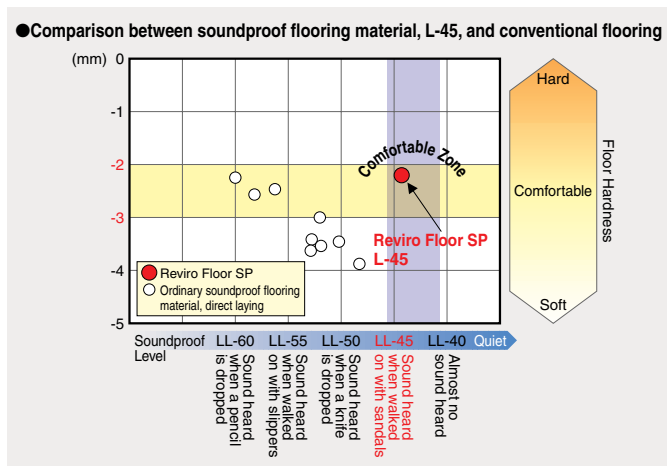 ●Comparison between soundproof flooring material, L-45, and conventional flooring
(mm)
0
-1
-2
-3
-4
-5
Comfortable Zone
Reviro Floor SP
L-45
Reviro Floor SP
Ordinary soundproof flooring
material, direct laying
Hard
Comfortable
Soft
Floor Hardness
Soundproof
Level
LL-60
LL-55
LL-50
LL-45
LL-40
Quiet
Sound heard
when a pencil
is dropped
Sound heard
when walked
on with slippers
Sound heard
when a knife
is dropped
Sound heard
when walked
on with sandals
Almost no
sound heard